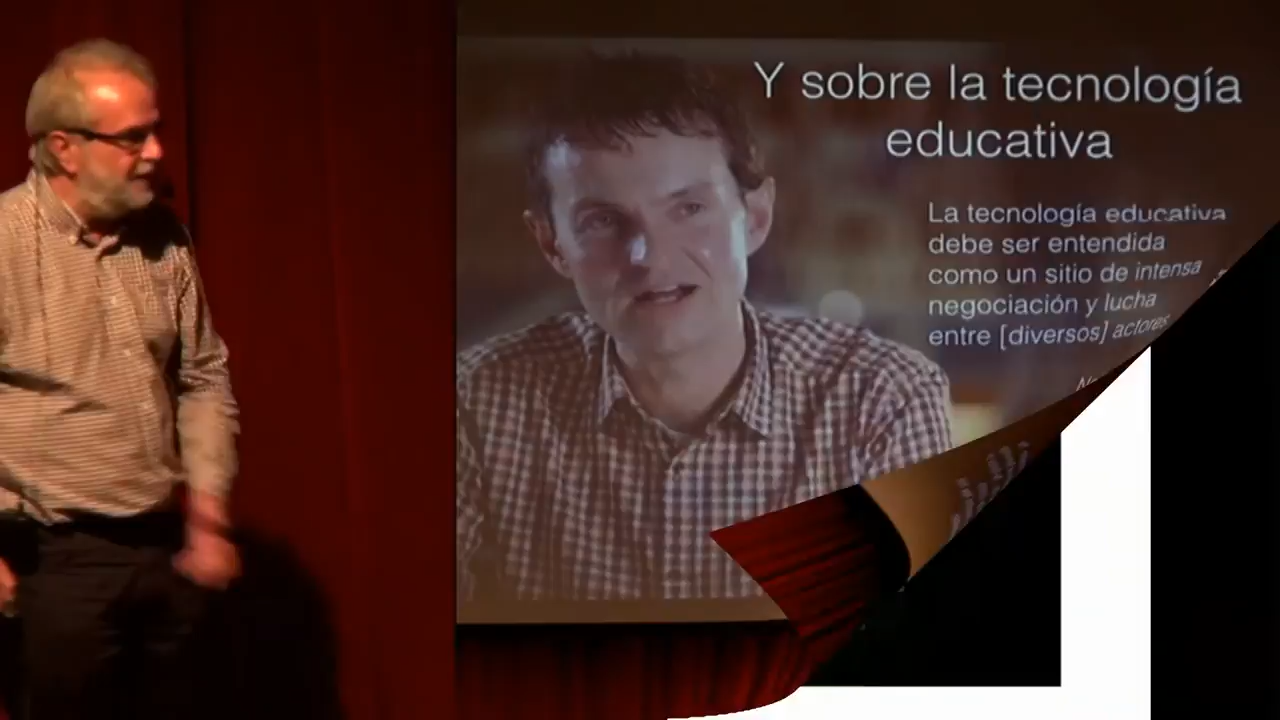 Y sobre la tecnología
educativa
La tecnología educativa
debe ser entendida
como un sitio de intensa
negociación y lucha
entre [diversos] actores